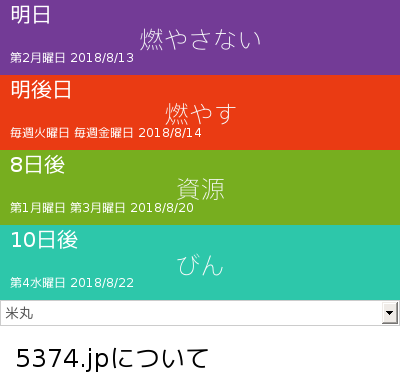 明日
燃やさない
第2月曜日 2018/8/13
明後日
燃やす
毎週火曜日 毎週金曜日 2018/8/14
8日後
資源
第1月曜日 第3月曜日 2018/8/20
10日後
びん
第4水曜日 2018/8/22
米丸
5374.jpについて